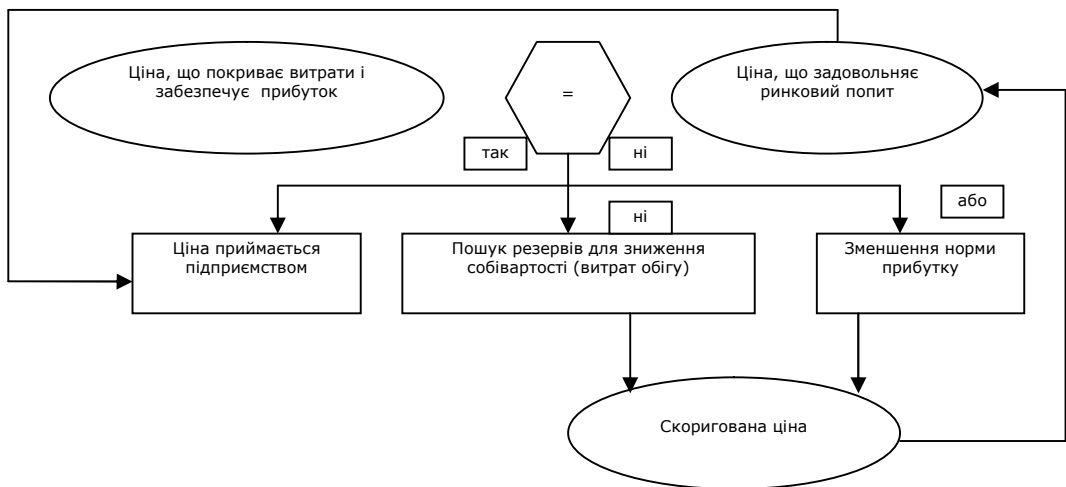 Ціна, що покриває витрати і
забезпечує прибуток
=
Ціна, що задовольняє
ринковий попит
так
ні
ні
або
Ціна приймається
підприємством
Пошук резервів для зниження
собівартості (витрат обігу)
Зменшення норми
прибутку
Скоригована ціна